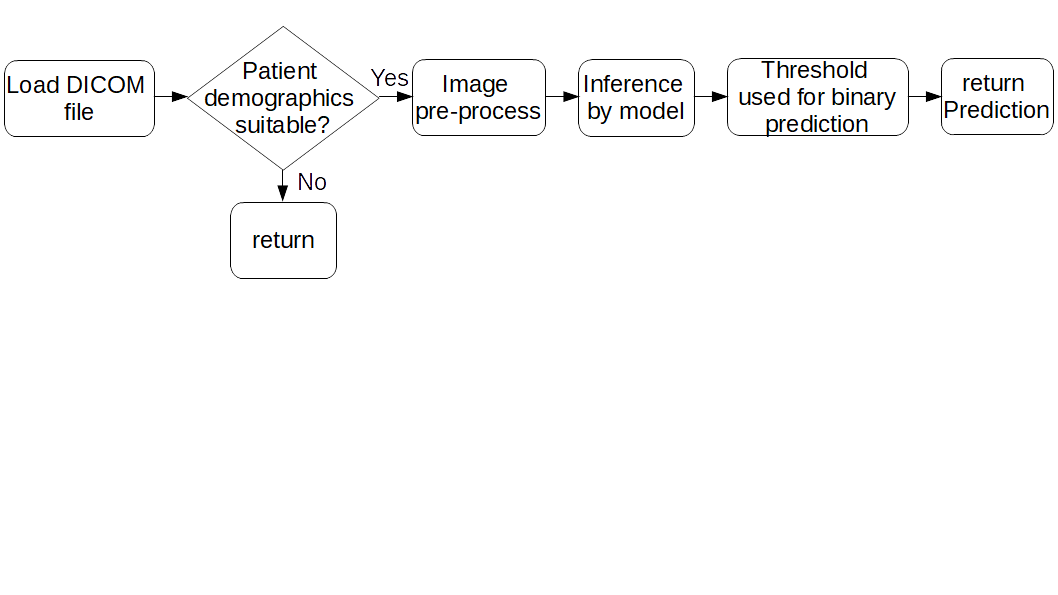 Load DICOM
file
Patient
demographics
suitable?
Yes
Image
pre-process
Inference
by model
Threshold
used for binary
prediction
return
Prediction
No
return